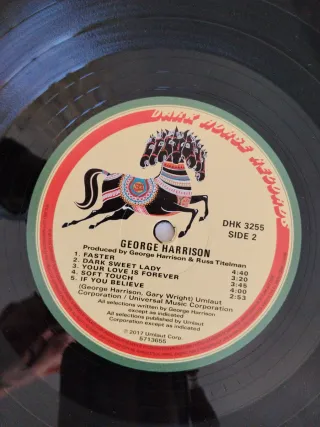 DARK HORSE RECORDS
DHK 3255
SIDE 2
GEORGE HARRISON
Produced by George Harrison & Russ Titelman
1. FASTER 4:40
2. DARK SWEET LADY 3:20
3. YOUR LOVE IS FOREVER 3:45
4. SOFT TOUCH 4:00
5. IF YOU BELIEVE 2:53
(George Harrison, Gary Wright) Umlaut
Corporation / Universal Music Corporation
All selections written by George Harrison
except as indicated
All selections published by Umlaut
Corporation except as indicated
℗ 2017 Umlaut Corp.
5713655